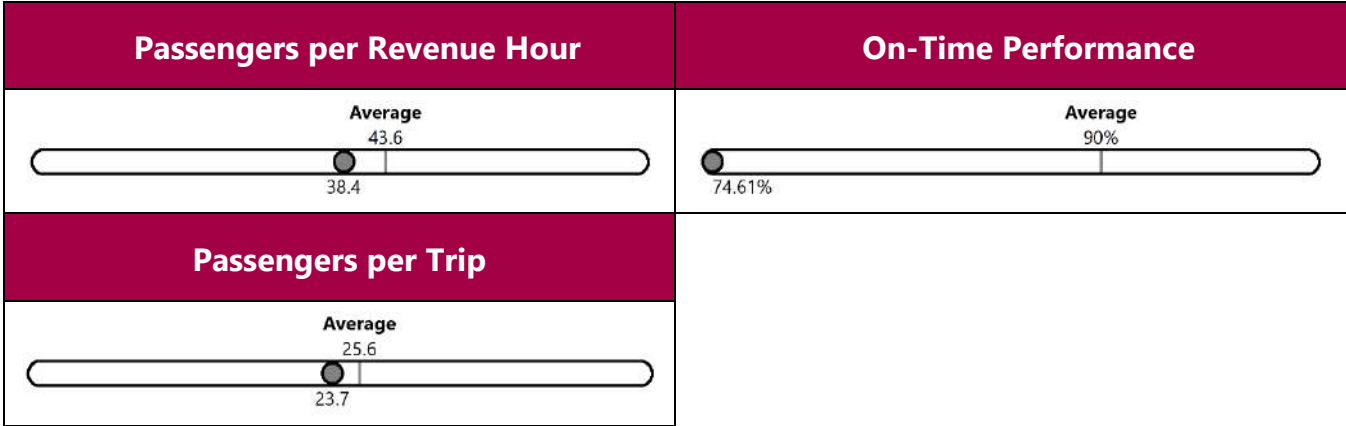 Passengers per Revenue Hour
On-Time Performance
Average
43.6
38.4
Average
90%
74.61%
Passengers per Trip
Average
25.6
23.7